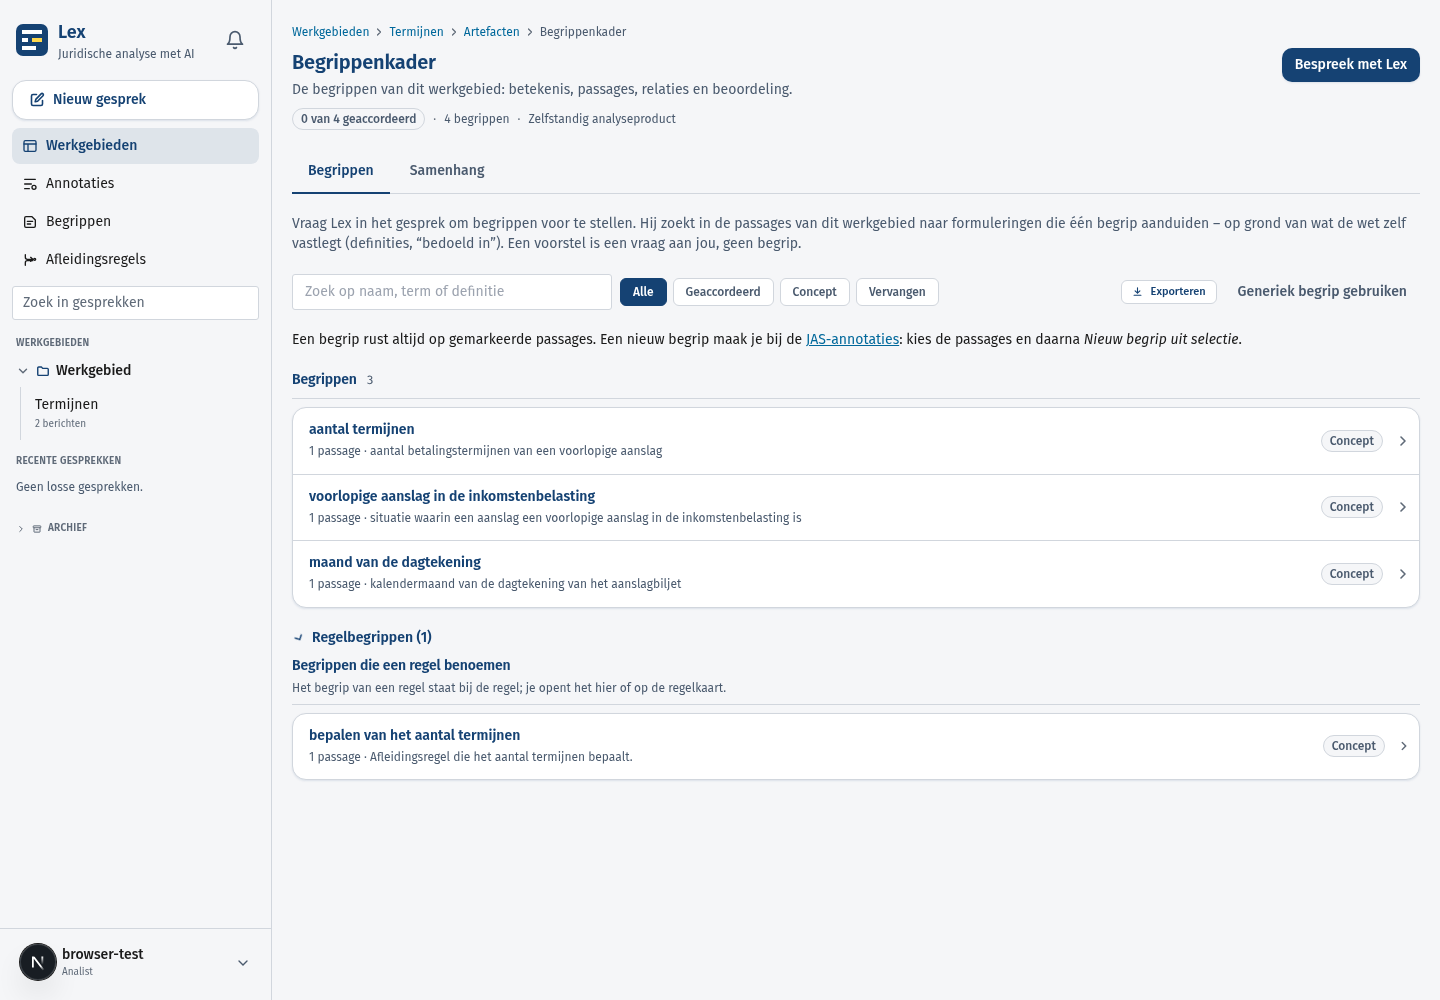 Lex
Juridische analyse met AI
Nieuw gesprek
Werkgebieden
Annotaties
Begrippen
Afleidingsregels
Zoek in gesprekken
WERKGEBIEDEN
Werkgebied
Termijnen
2 berichten
RECENTE GESPREKKEN
Geen losse gesprekken.
ARCHIEF
browser-test
Analist
Werkgebieden > Termijnen > Artefacten > Begrippenkader
Begrippenkader
Bespreek met Lex
De begrippen van dit werkgebied: betekenis, passages, relaties en beoordeling.
0 van 4 geaccordeerd · 4 begrippen · Zelfstandig analyseproduct
Begrippen Samenhang
Vraag Lex in het gesprek om begrippen voor te stellen. Hij zoekt in de passages van dit werkgebied naar formuleringen die één begrip aanduiden – op grond van wat de wet zelf
vastlegt (definities, “bedoeld in”). Een voorstel is een vraag aan jou, geen begrip.
Zoek op naam, term of definitie Alle Geaccordeerd Concept Vervangen Exporteren Generiek begrip gebruiken
Een begrip rust altijd op gemarkeerde passages. Een nieuw begrip maak je bij de JAS-annotaties: kies de passages en daarna Nieuw begrip uit selectie.
Begrippen 3
aantal termijnen
1 passage · aantal betalingstermijnen van een voorlopige aanslag
Concept
voorlopige aanslag in de inkomstenbelasting
1 passage · situatie waarin een aanslag een voorlopige aanslag in de inkomstenbelasting is
Concept
maand van de dagtekening
1 passage · kalendermaand van de dagtekening van het aanslagbiljet
Concept
Regelbegrippen (1)
Begrippen die een regel benoemen
Het begrip van een regel staat bij de regel; je opent het hier of op de regelkaart.
bepalen van het aantal termijnen
1 passage · Afleidingsregel die het aantal termijnen bepaalt.
Concept